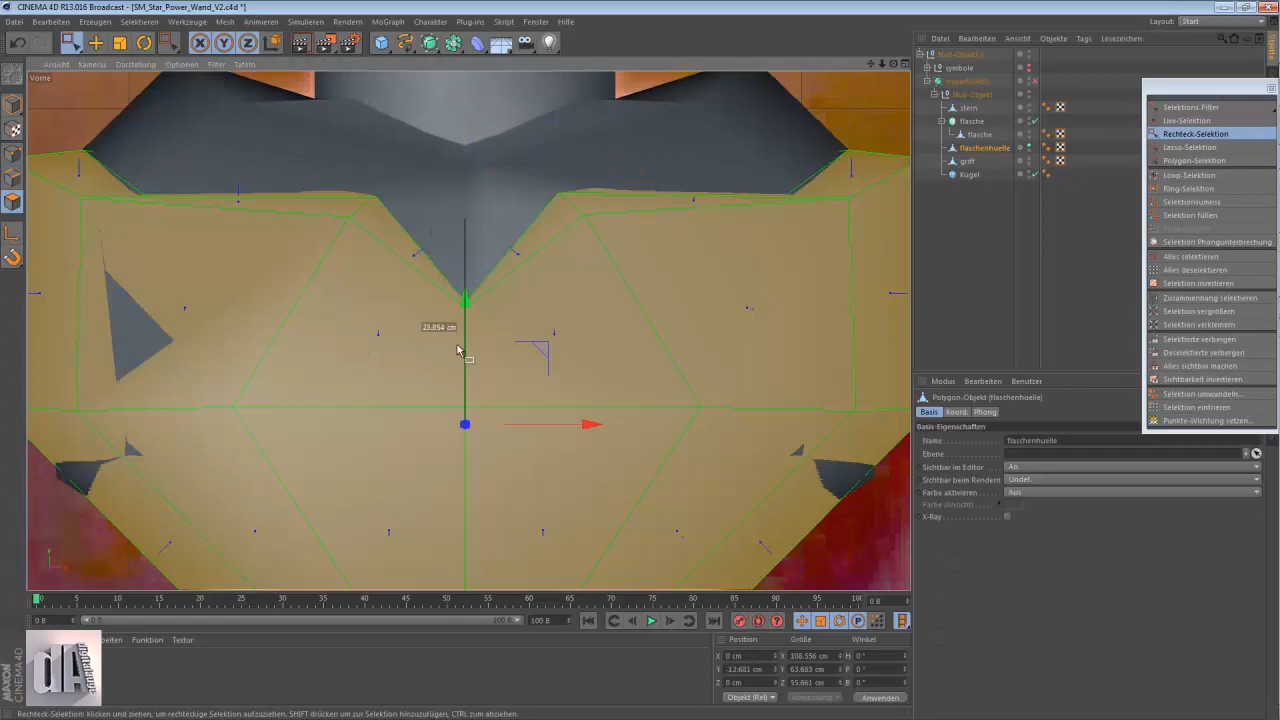 CINEMA 4D R13.016 Broadcast - [SM_Star_Power_Wand_V2.c4d *]
Datei Bearbeiten Erzeugen Selektieren Werkzeuge Mesh Animieren Simulieren Rendern MoGraph Charakter Plug-ins Skript Fenster Hilfe
Layout: Start
Ansicht Kameras Darstellung Optionen Filter Tafeln
Vorne
23.854 cm
Datei Bearbeiten Ansicht Objekte Tags Lesezeichen
symbole
Null-Objekt
stern
flasche
flasche
flaschenhuelle
griff
Kugel
Selektions-Filter
Live-Selektion
Rechteck-Selektion
Lasso-Selektion
Polygon-Selektion
Loop-Selektion
Ring-Selektion
Selektionsumriss
Selektion füllen
Selektion Phongunterbrechung
Alles selektieren
Alles deselektieren
Selektion invertieren
Zusammenhang selektieren
Selektion vergrößern
Selektion verkleinern
Selektierte verbergen
Deselektierte verbergen
Alles sichtbar machen
Sichtbarkeit invertieren
Selektion umwandeln...
Selektion einfrieren
Punkte-Wichtung setzen...
Modus Bearbeiten Benutzer
Polygon-Objekt [flaschenhuelle]
Basis Koord. Phong
Basis-Eigenschaften
Name flaschenhuelle
Ebene
Sichtbar im Editor An
Sichtbar beim Rendern Undef.
Farbe aktivieren Aus
Farbe (Ansicht)
X-Ray
0 5 10 15 20 25 30 35 40 45 50 55 60 65 70 75 80 85 90 95 100 0 B
0 B 0 B 100 B 100 B
Funktion Textur
Position Größe Winkel
X 0 cm X 108.556 cm H 0 °
Y -12.681 cm Y 63.683 cm P 0 °
Z 0 cm Z 55.661 cm B 0 °
Objekt (Rel) Abmessung Anwenden
MAXON
CINEMA 4D
dA
Rechteck-Selektion: Klicken und ziehen, um rechteckige Selektion aufzuziehen, SHIFT drücken um zur Selektion hinzuzufügen, CTRL zum abziehen.